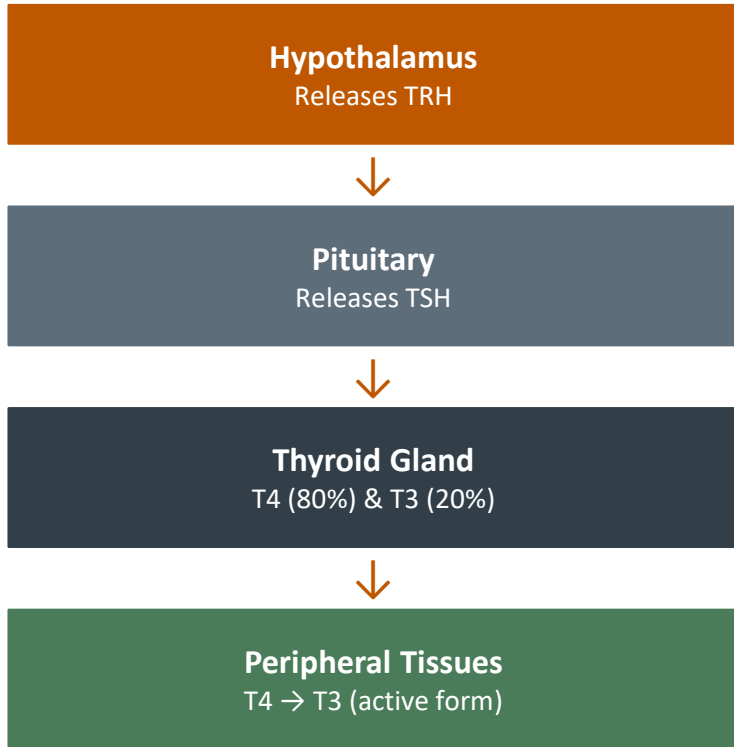 Hypothalamus
Releases TRH
Pituitary
Releases TSH
Thyroid Gland
T4 (80%) & T3 (20%)
Peripheral Tissues
T4 → T3 (active form)